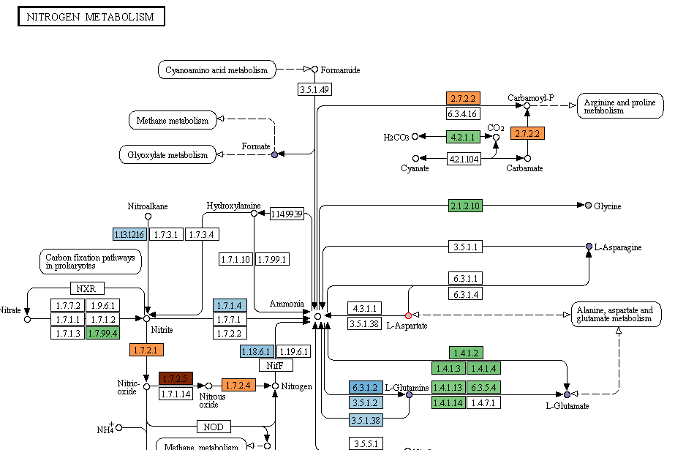 NITROGEN METABOLISM
Cyanoamino acid metabolism
Formamide
3.5.1.49
Methane metabolism
Formate
Glyoxylate metabolism
2.7.2.2
6.3.4.16
Carbamoyl-P
Arginine and proline
metabolism
H2CO3
4.2.1.1
CO2
2.7.2.2
Cyanate
4.2.1.104
Carbamate
Nitroalkane
Hydroxylamine
1.14.99.39
2.1.2.10
Glycine
1.13.12.16
1.7.3.1
1.7.3.4
Carbon fixation pathways
in prokaryotes
1.7.1.10
1.7.99.1
3.5.1.1
L-Asparagine
NXR
6.3.1.1
6.3.1.4
Nitrate
1.7.7.2
1.9.6.1
1.7.1.1
1.7.1.2
1.7.1.3
1.7.99.4
Nitrite
1.7.1.4
1.7.7.1
1.7.2.2
Ammonia
4.3.1.1
3.5.1.38
L-Aspartate
Alanine, aspartate and
glutamate metabolism
1.7.2.1
1.18.6.1
1.19.6.1
NifF
1.4.1.2
1.4.1.3
1.4.1.4
Nitric-
oxide
1.7.2.5
1.7.1.14
Nitrous
oxide
1.7.2.4
Nitrogen
6.3.1.2
3.5.1.2
3.5.1.38
L-Glutamine
1.4.1.13
6.3.5.4
1.4.1.14
1.4.7.1
L-Glutamate
NH4+
NOD
Methane metabolism
3.5.5.1